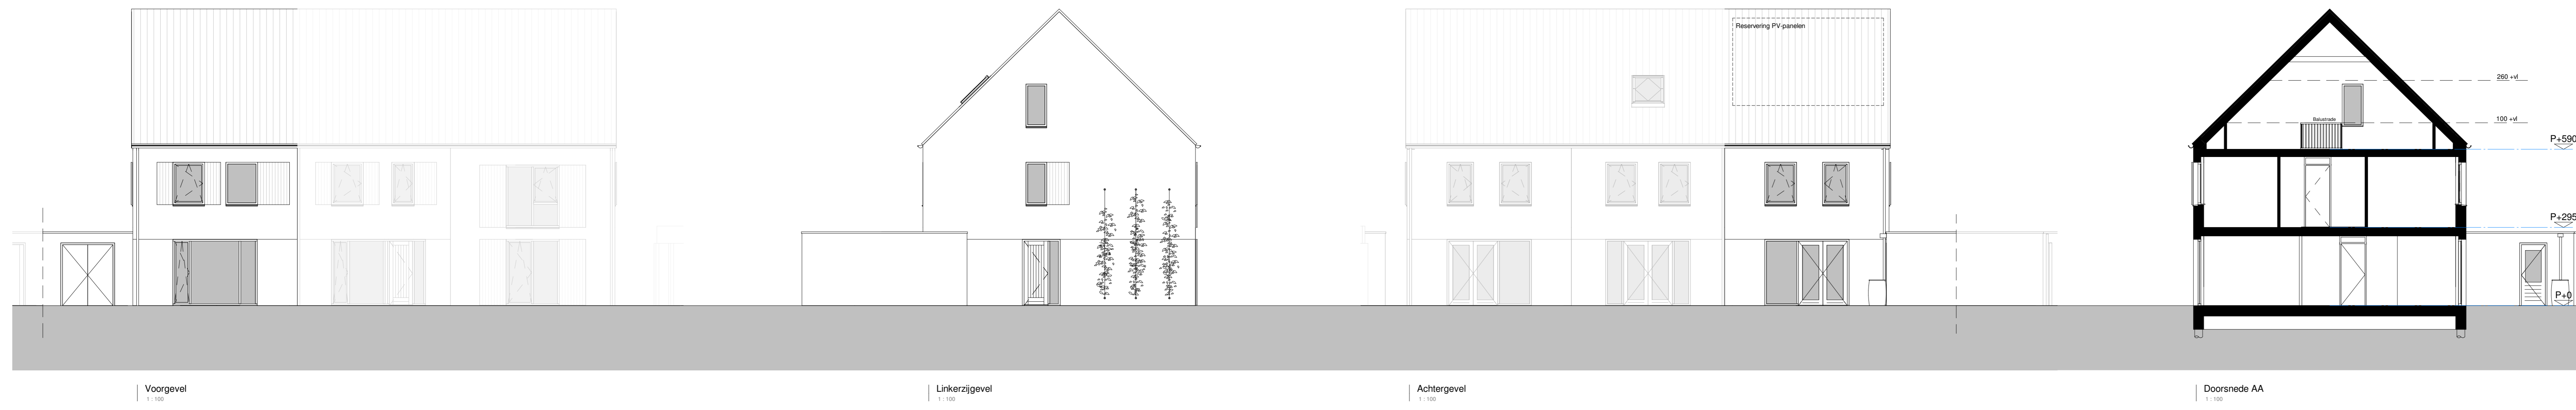 Reservering PV-panelen
260 +vl
Balustrade
100 +vl
P+590
P+295
P+0
Voorgevel
1 : 100
Linkerzijgevel
1 : 100
Achtergevel
1 : 100
Doorsnede AA
1 : 100